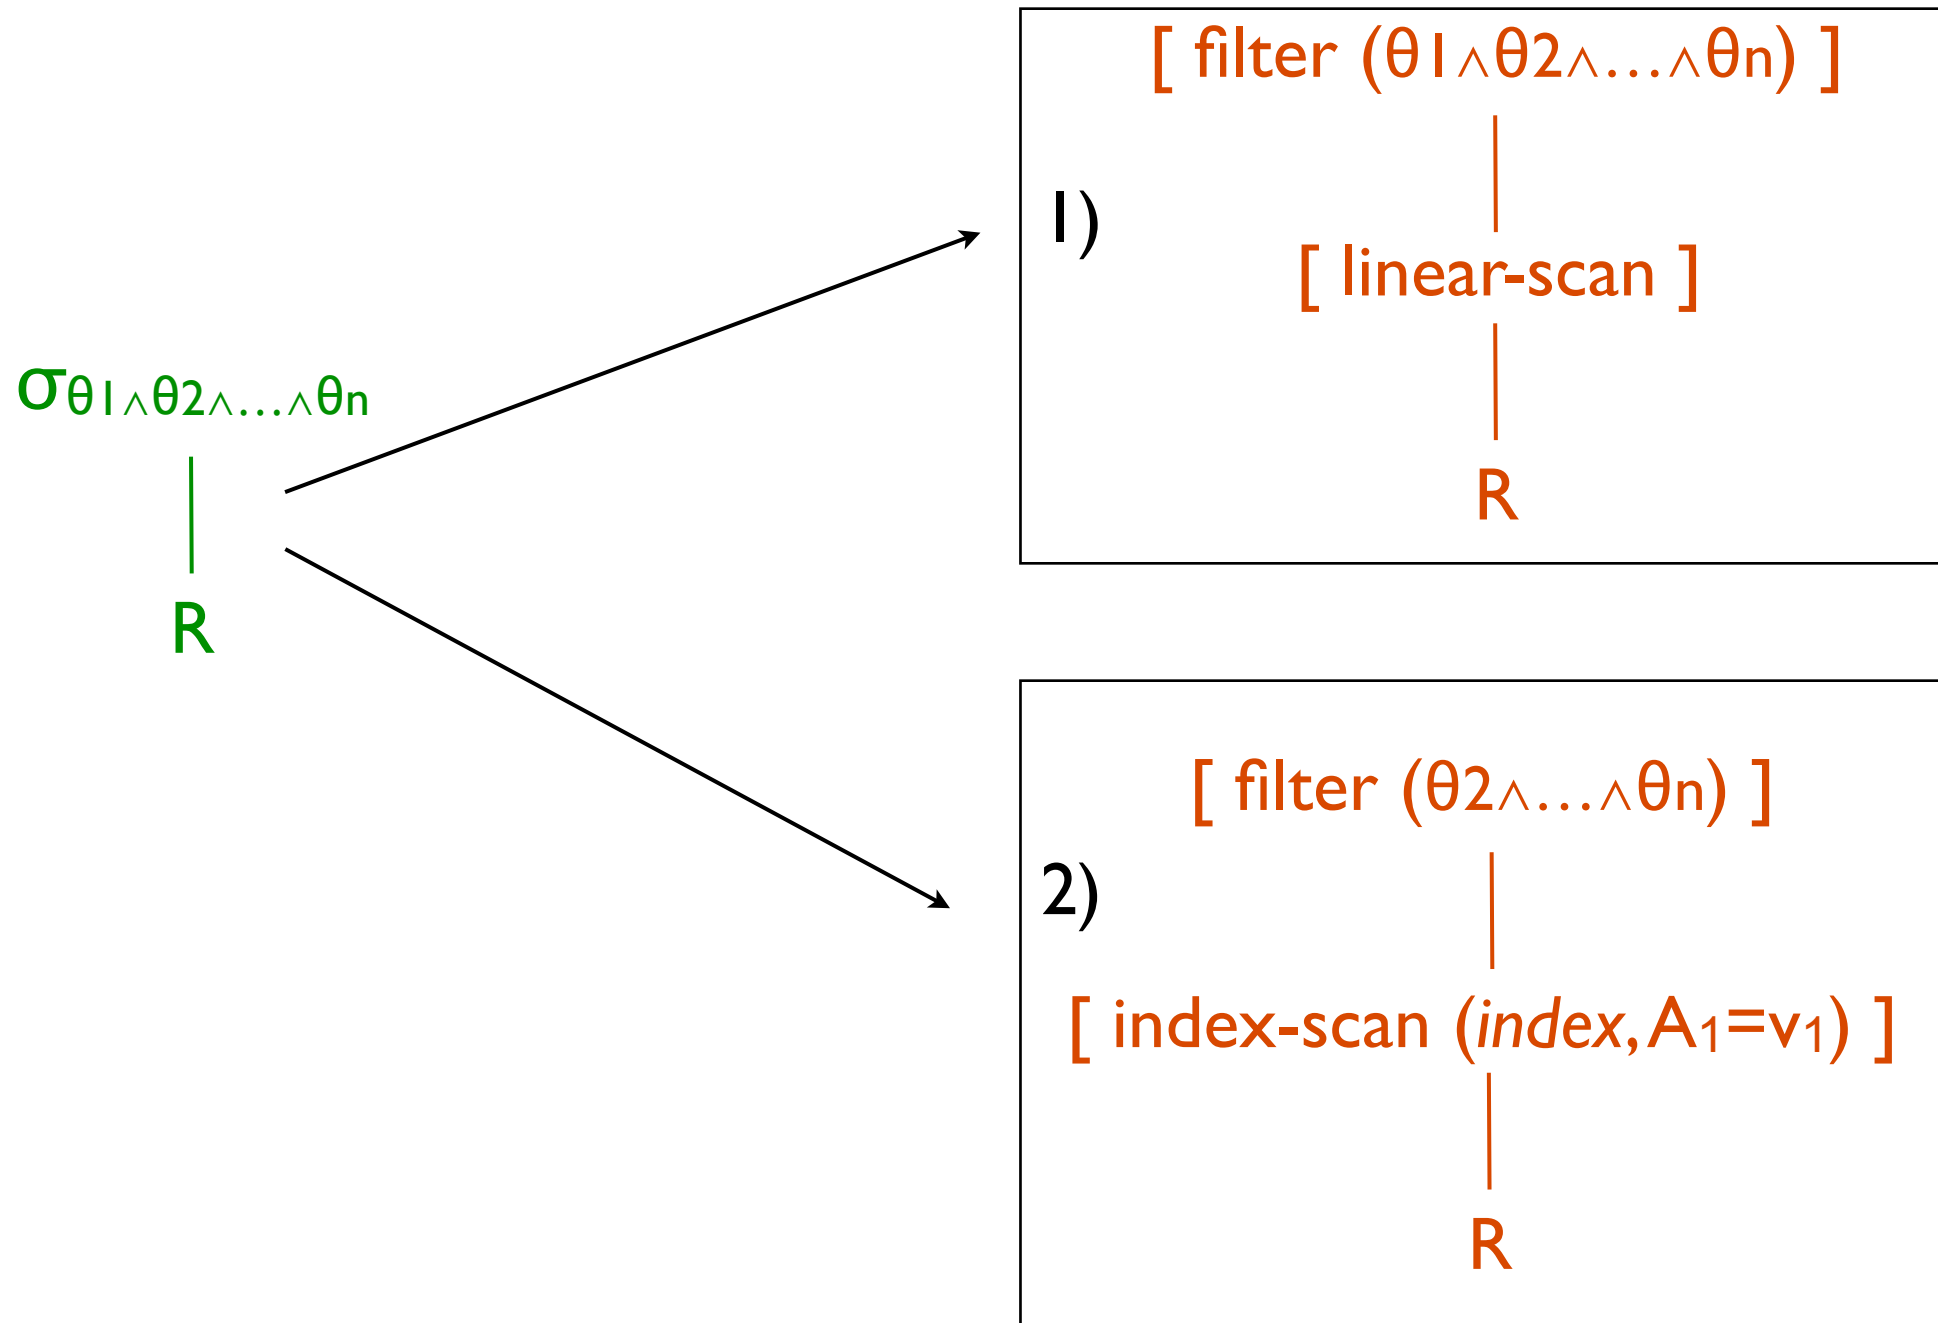 σθ1∧θ2∧…∧θn
R
1)
[ filter (θ1∧θ2∧…∧θn) ]
[ linear-scan ]
R
2)
[ filter (θ2∧…∧θn) ]
[ index-scan (index, A₁=v₁) ]
R